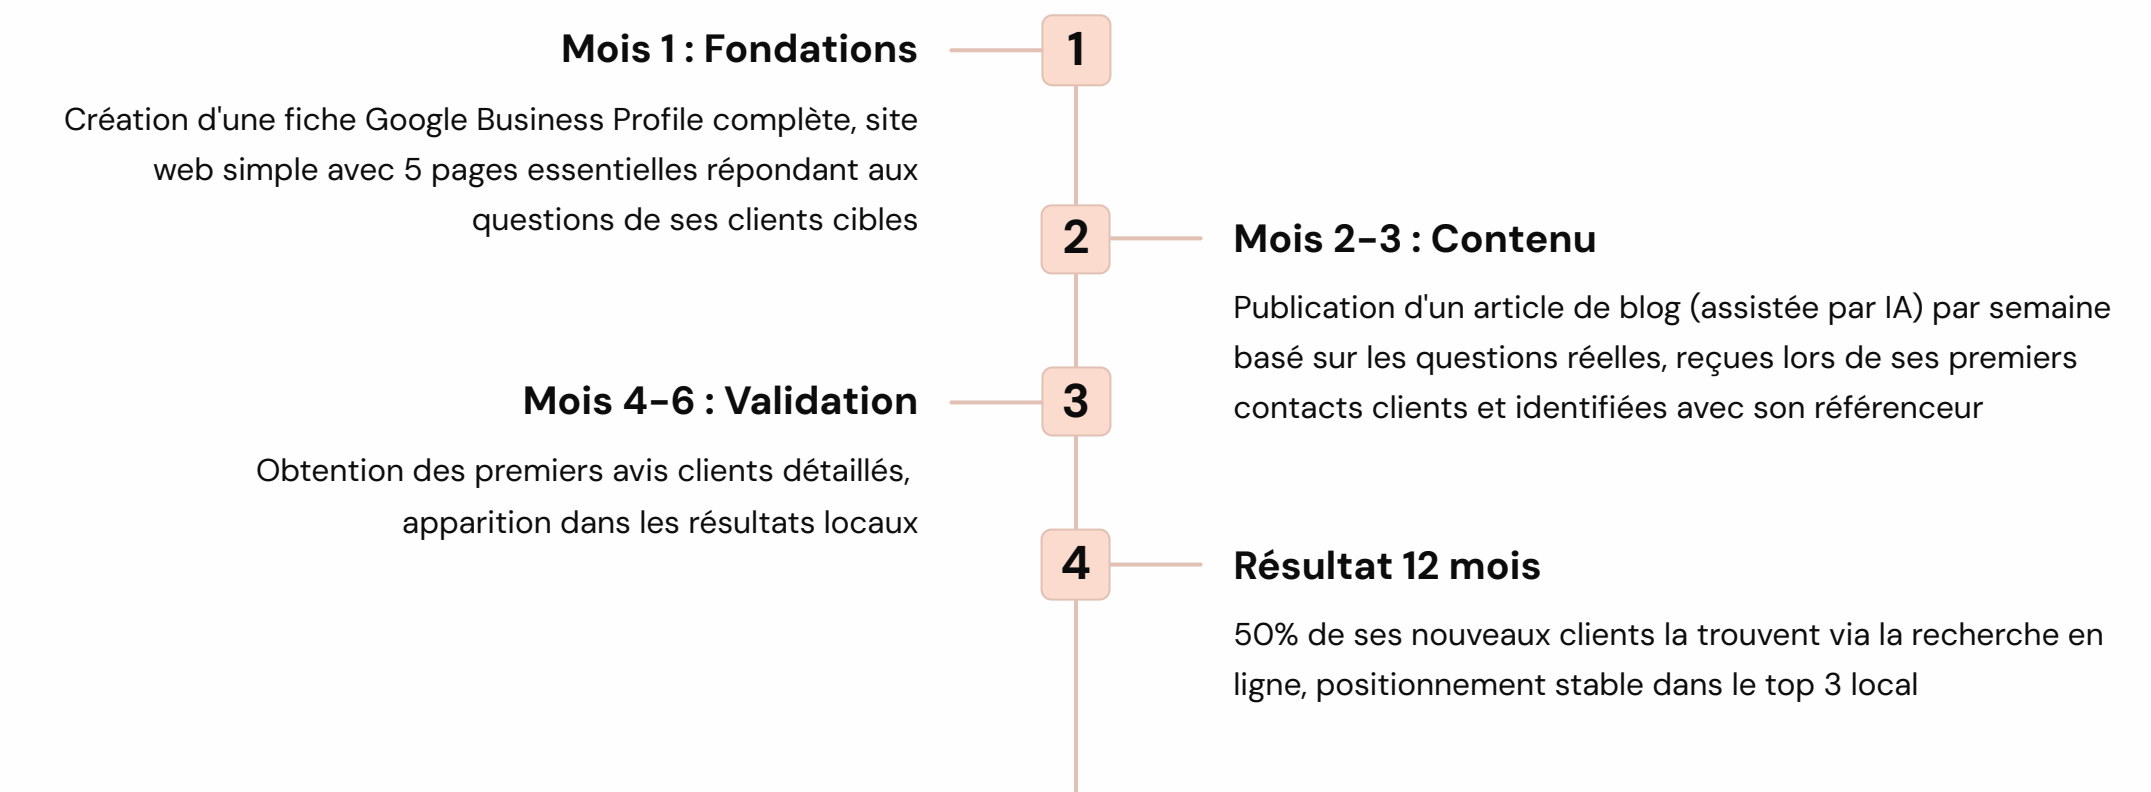 1
Mois 1 : Fondations
Création d'une fiche Google Business Profile complète, site
web simple avec 5 pages essentielles répondant aux
questions de ses clients cibles
2
Mois 2-3 : Contenu
Publication d'un article de blog (assistée par IA) par semaine
basé sur les questions réelles, reçues lors de ses premiers
contacts clients et identifiées avec son référenceur
3
Mois 4-6 : Validation
Obtention des premiers avis clients détaillés,
apparition dans les résultats locaux
4
Résultat 12 mois
50% de ses nouveaux clients la trouvent via la recherche en
ligne, positionnement stable dans le top 3 local